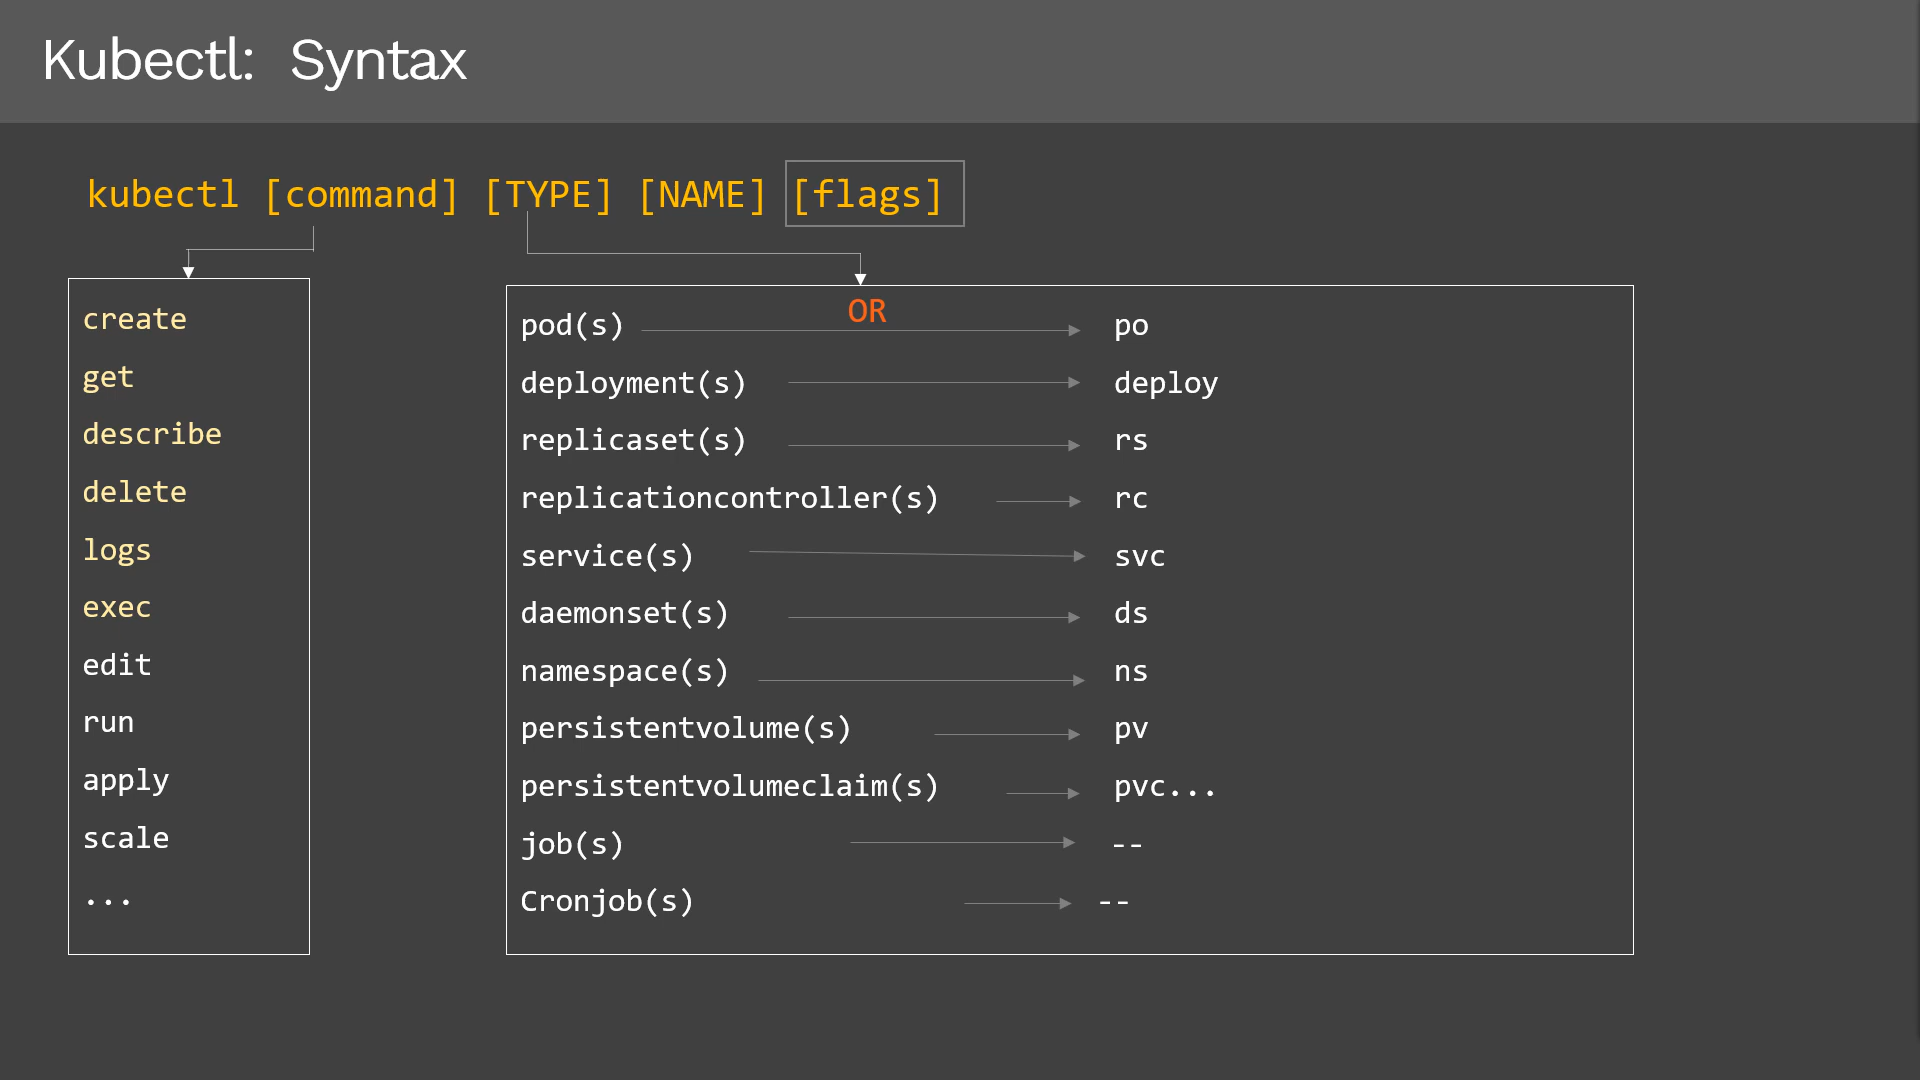 Kubectl: Syntax
kubectl [command] [TYPE] [NAME] [flags]
create
get
describe
delete
logs
exec
edit
run
apply
scale
...
OR
pod(s) po
deployment(s) deploy
replicaset(s) rs
replicationcontroller(s) rc
service(s) svc
daemonset(s) ds
namespace(s) ns
persistentvolume(s) pv
persistentvolumeclaim(s) pvc...
job(s) --
Cronjob(s) --